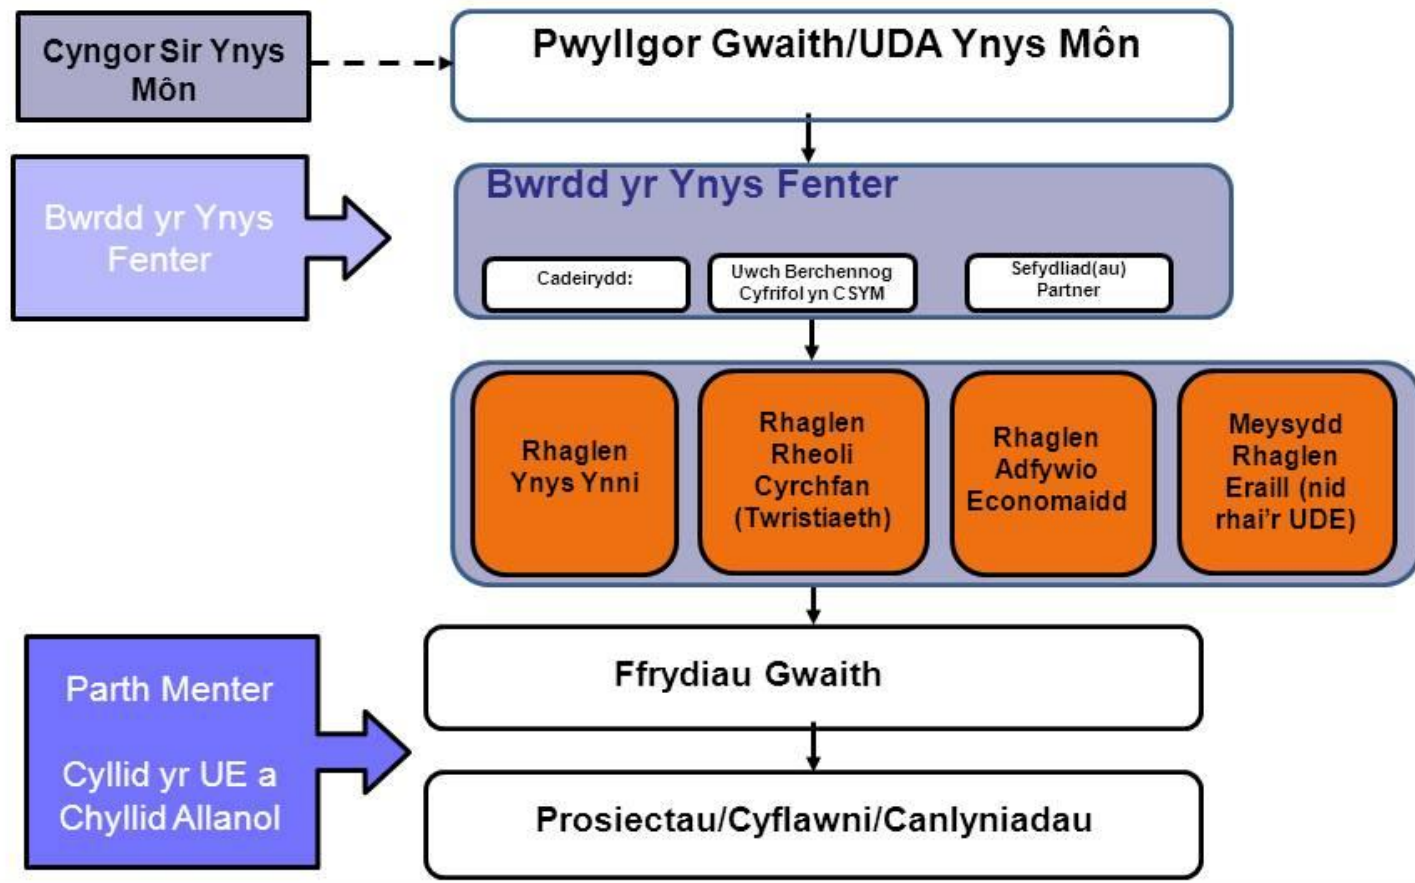 Cyngor Sir Ynys
Môn
Pwyllgor Gwaith/UDA Ynys Môn
Bwrdd yr Ynys
Fenter
Bwrdd yr Ynys Fenter
Cadeirydd:
Uwch Berchennog
Cyfrifol yn CSYM
Sefydliad(au)
Partner
Rhaglen
Ynys Ynni
Rhaglen
Rheoli
Cyrchfan
(Twristiaeth)
Rhaglen
Adfywio
Economaidd
Meysydd
Rhaglen
Eraill (nid
rhai’r UDE)
Parth Menter
Cyllid yr UE a
Chyllid Allanol
Ffrydiau Gwaith
Prosiectau/Cyflawni/Canlyniadau